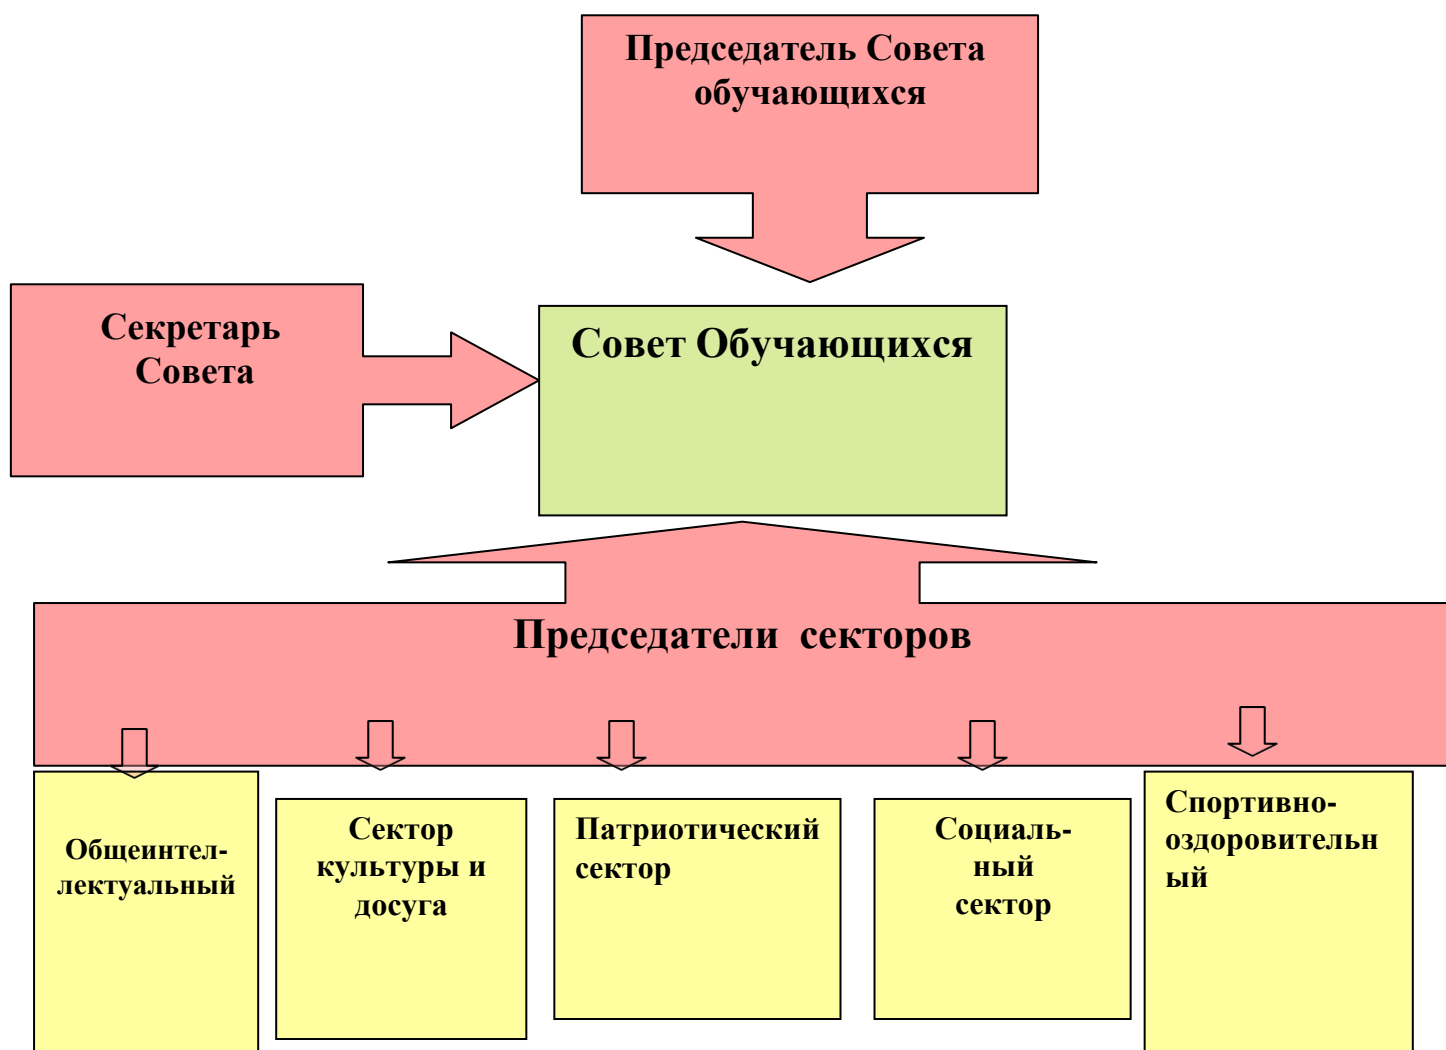 Председатель Совета
обучающихся
Секретарь
Совета
Совет Обучающихся
Председатели секторов
Общеинтел-
лектуальный
Сектор
культуры и
досуга
Патриотический
сектор
Социаль-
ный
сектор
Спортивно-
оздоровительн
ый